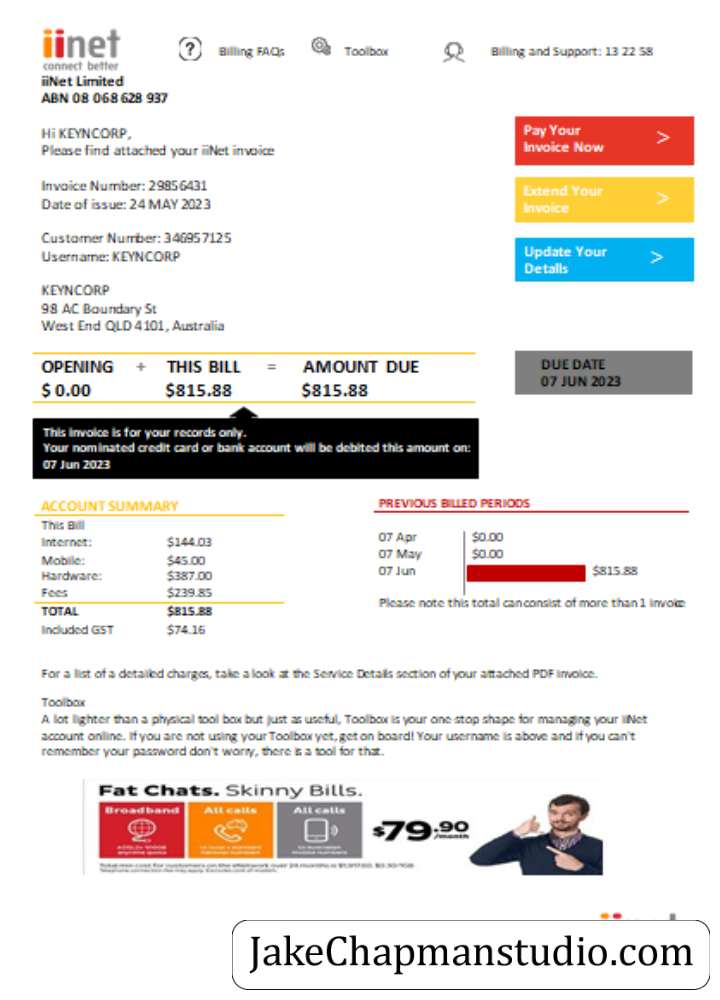 iinet
connect better
? Billing FAQs Toolbox Billing and Support: 13 22 58
iiNet Limited
ABN 08 068 628 937
Hi KEYNCORP,
Please find attached your iiNet invoice
Pay Your
Invoice Now >
Invoice Number: 29856431
Date of issue: 24 MAY 2023
Extend Your
Invoice >
Customer Number: 346957125
Username: KEYNCORP
Update Your
Details >
KEYNCORP
98 AC Boundary St
West End QLD 4101, Australia
OPENING + THIS BILL = AMOUNT DUE
$ 0.00 $815.88 $815.88
DUE DATE
07 JUN 2023
This invoice is for your records only.
Your nominated credit card or bank account will be debited this amount on:
07 Jun 2023
ACCOUNT SUMMARY
This Bill
Internet: $144.03
Mobile: $45.00
Hardware: $387.00
Fees $239.85
TOTAL $815.88
Included GST $74.16
PREVIOUS BILLED PERIODS
07 Apr $0.00
07 May $0.00
07 Jun $815.88
Please note this total can consist of more than 1 invoice
For a list of a detailed charges, take a look at the Service Details section of your attached PDF invoice.
Toolbox
A lot lighter than a physical tool box but just as useful, Toolbox is your one stop shape for managing your iiNet
account online. If you are not using your Toolbox yet, get on board! Your username is above and if you can't
remember your password don't worry, there is a tool for that.
Fat Chats. Skinny Bills.
Broadband All calls All calls
$79.90
/month
JakeChapmanstudio.com